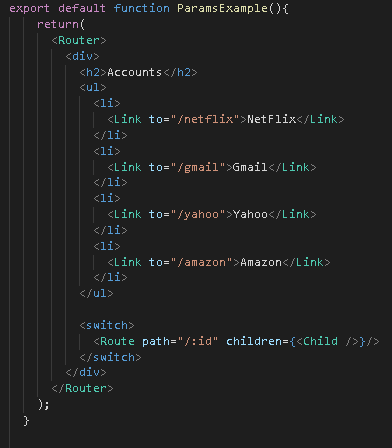 export default function ParamsExample(){
return(
<Router>
<div>
<h2>Accounts</h2>
<ul>
<li>
<Link to="/netflix">NetFlix</Link>
</li>
<li>
<Link to="/gmail">Gmail</Link>
</li>
<li>
<Link to="/yahoo">Yahoo</Link>
</li>
<li>
<Link to="/amazon">Amazon</Link>
</li>
</ul>
<switch>
<Route path="/:id" children={<Child />}/>
</switch>
</div>
</Router>
);
}